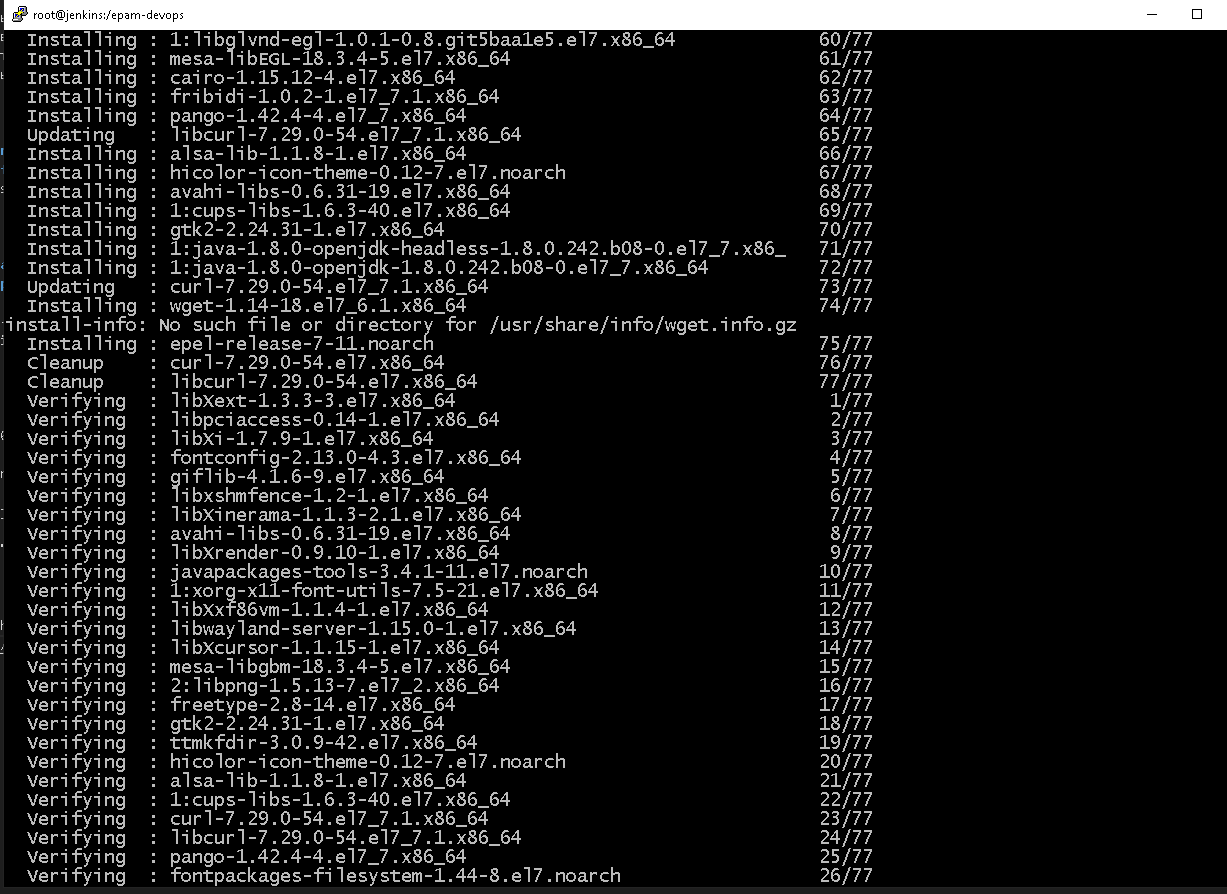 root@jenkins:/epam-devops
Installing : 1:libglvnd-egl-1.0.1-0.8.git5baa1e5.el7.x86_64 60/77
Installing : mesa-libEGL-18.3.4-5.el7.x86_64 61/77
Installing : cairo-1.15.12-4.el7.x86_64 62/77
Installing : fribidi-1.0.2-1.el7_7.1.x86_64 63/77
Installing : pango-1.42.4-4.el7_7.x86_64 64/77
Updating : libcurl-7.29.0-54.el7_7.1.x86_64 65/77
Installing : alsa-lib-1.1.8-1.el7.x86_64 66/77
Installing : hicolor-icon-theme-0.12-7.el7.noarch 67/77
Installing : avahi-libs-0.6.31-19.el7.x86_64 68/77
Installing : 1:cups-libs-1.6.3-40.el7.x86_64 69/77
Installing : gtk2-2.24.31-1.el7.x86_64 70/77
Installing : 1:java-1.8.0-openjdk-headless-1.8.0.242.b08-0.el7_7.x86_ 71/77
Installing : 1:java-1.8.0-openjdk-1.8.0.242.b08-0.el7_7.x86_64 72/77
Updating : curl-7.29.0-54.el7_7.1.x86_64 73/77
Installing : wget-1.14-18.el7_6.1.x86_64 74/77
install-info: No such file or directory for /usr/share/info/wget.info.gz
Installing : epel-release-7-11.noarch 75/77
Cleanup : curl-7.29.0-54.el7.x86_64 76/77
Cleanup : libcurl-7.29.0-54.el7.x86_64 77/77
Verifying : libXext-1.3.3-3.el7.x86_64 1/77
Verifying : libpciaccess-0.14-1.el7.x86_64 2/77
Verifying : libXi-1.7.9-1.el7.x86_64 3/77
Verifying : fontconfig-2.13.0-4.3.el7.x86_64 4/77
Verifying : giflib-4.1.6-9.el7.x86_64 5/77
Verifying : libxshmfence-1.2-1.el7.x86_64 6/77
Verifying : libXinerama-1.1.3-2.1.el7.x86_64 7/77
Verifying : avahi-libs-0.6.31-19.el7.x86_64 8/77
Verifying : libXrender-0.9.10-1.el7.x86_64 9/77
Verifying : javapackages-tools-3.4.1-11.el7.noarch 10/77
Verifying : 1:xorg-x11-font-utils-7.5-21.el7.x86_64 11/77
Verifying : libXxf86vm-1.1.4-1.el7.x86_64 12/77
Verifying : libwayland-server-1.15.0-1.el7.x86_64 13/77
Verifying : libXcursor-1.1.15-1.el7.x86_64 14/77
Verifying : mesa-libgbm-18.3.4-5.el7.x86_64 15/77
Verifying : 2:libpng-1.5.13-7.el7_2.x86_64 16/77
Verifying : freetype-2.8-14.el7.x86_64 17/77
Verifying : gtk2-2.24.31-1.el7.x86_64 18/77
Verifying : ttmkfdir-3.0.9-42.el7.x86_64 19/77
Verifying : hicolor-icon-theme-0.12-7.el7.noarch 20/77
Verifying : alsa-lib-1.1.8-1.el7.x86_64 21/77
Verifying : 1:cups-libs-1.6.3-40.el7.x86_64 22/77
Verifying : curl-7.29.0-54.el7_7.1.x86_64 23/77
Verifying : libcurl-7.29.0-54.el7_7.1.x86_64 24/77
Verifying : pango-1.42.4-4.el7_7.x86_64 25/77
Verifying : fontpackages-filesystem-1.44-8.el7.noarch 26/77